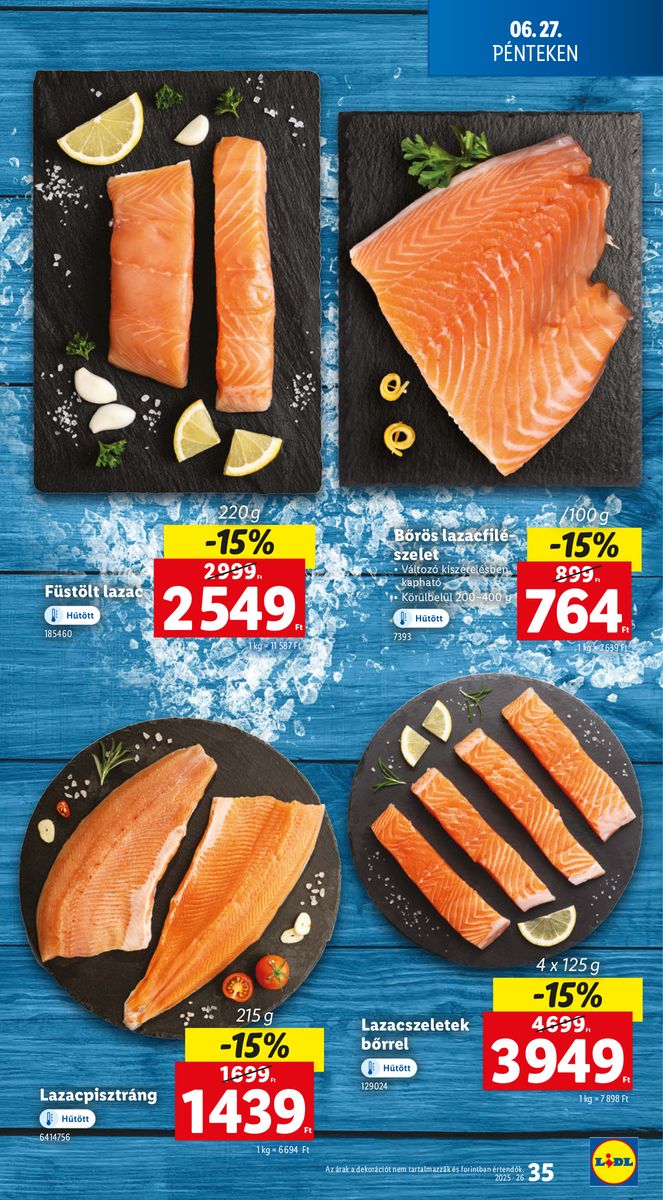 06. 27.
PÉNTEKEN
220 g
-15%
2999 Ft
2549 Ft
1 kg = 11 587 Ft
Füstölt lazac
Hűtött
185460
/100 g
-15%
899 Ft
764 Ft
1 kg = 7 639 Ft
Bőrös lazacfilé-
szelet
• Változó kiszerelésben
kapható
• Körülbelül 200–400 g
Hűtött
7393
215 g
-15%
1699 Ft
1439 Ft
1 kg = 6694 Ft
Lazacpisztráng
Hűtött
6414756
4 x 125 g
-15%
4699 Ft
3949 Ft
1 kg = 7 898 Ft
Lazacszeletek
bőrrel
Hűtött
129024
LIDL
Az árak a dekorációt nem tartalmazzák és forintban értendők.
2025 - 26
35